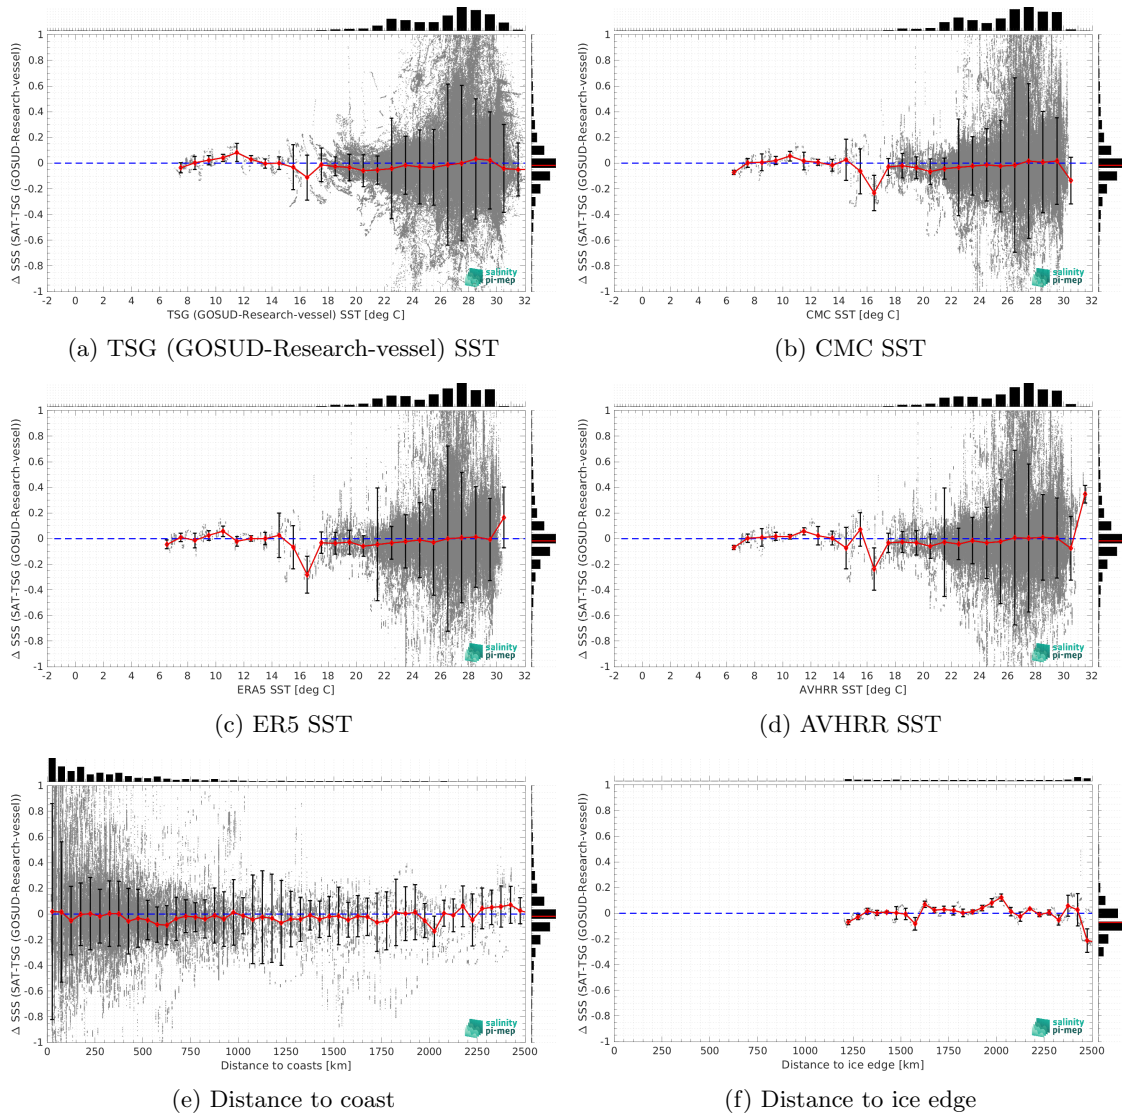 Δ SSS (SAT-TSG (GOSUD-Research-vessel))
1
0.8
0.6
0.4
0.2
0
-0.2
-0.4
-0.6
-0.8
-1
salinity
pi-mep
-2 0 2 4 6 8 10 12 14 16 18 20 22 24 26 28 30 32
TSG (GOSUD-Research-vessel) SST [deg C]
(a) TSG (GOSUD-Research-vessel) SST
Δ SSS (SAT-TSG (GOSUD-Research-vessel))
1
0.8
0.6
0.4
0.2
0
-0.2
-0.4
-0.6
-0.8
-1
salinity
pi-mep
-2 0 2 4 6 8 10 12 14 16 18 20 22 24 26 28 30 32
CMC SST [deg C]
(b) CMC SST
Δ SSS (SAT-TSG (GOSUD-Research-vessel))
1
0.8
0.6
0.4
0.2
0
-0.2
-0.4
-0.6
-0.8
-1
salinity
pi-mep
-2 0 2 4 6 8 10 12 14 16 18 20 22 24 26 28 30 32
ERA5 SST [deg C]
(c) ER5 SST
Δ SSS (SAT-TSG (GOSUD-Research-vessel))
1
0.8
0.6
0.4
0.2
0
-0.2
-0.4
-0.6
-0.8
-1
salinity
pi-mep
-2 0 2 4 6 8 10 12 14 16 18 20 22 24 26 28 30 32
AVHRR SST [deg C]
(d) AVHRR SST
Δ SSS (SAT-TSG (GOSUD-Research-vessel))
1
0.8
0.6
0.4
0.2
0
-0.2
-0.4
-0.6
-0.8
-1
salinity
pi-mep
0 250 500 750 1000 1250 1500 1750 2000 2250 2500
Distance to coasts [km]
(e) Distance to coast
Δ SSS (SAT-TSG (GOSUD-Research-vessel))
1
0.8
0.6
0.4
0.2
0
-0.2
-0.4
-0.6
-0.8
-1
salinity
pi-mep
0 250 500 750 1000 1250 1500 1750 2000 2250 2500
Distance to ice edge [km]
(f) Distance to ice edge